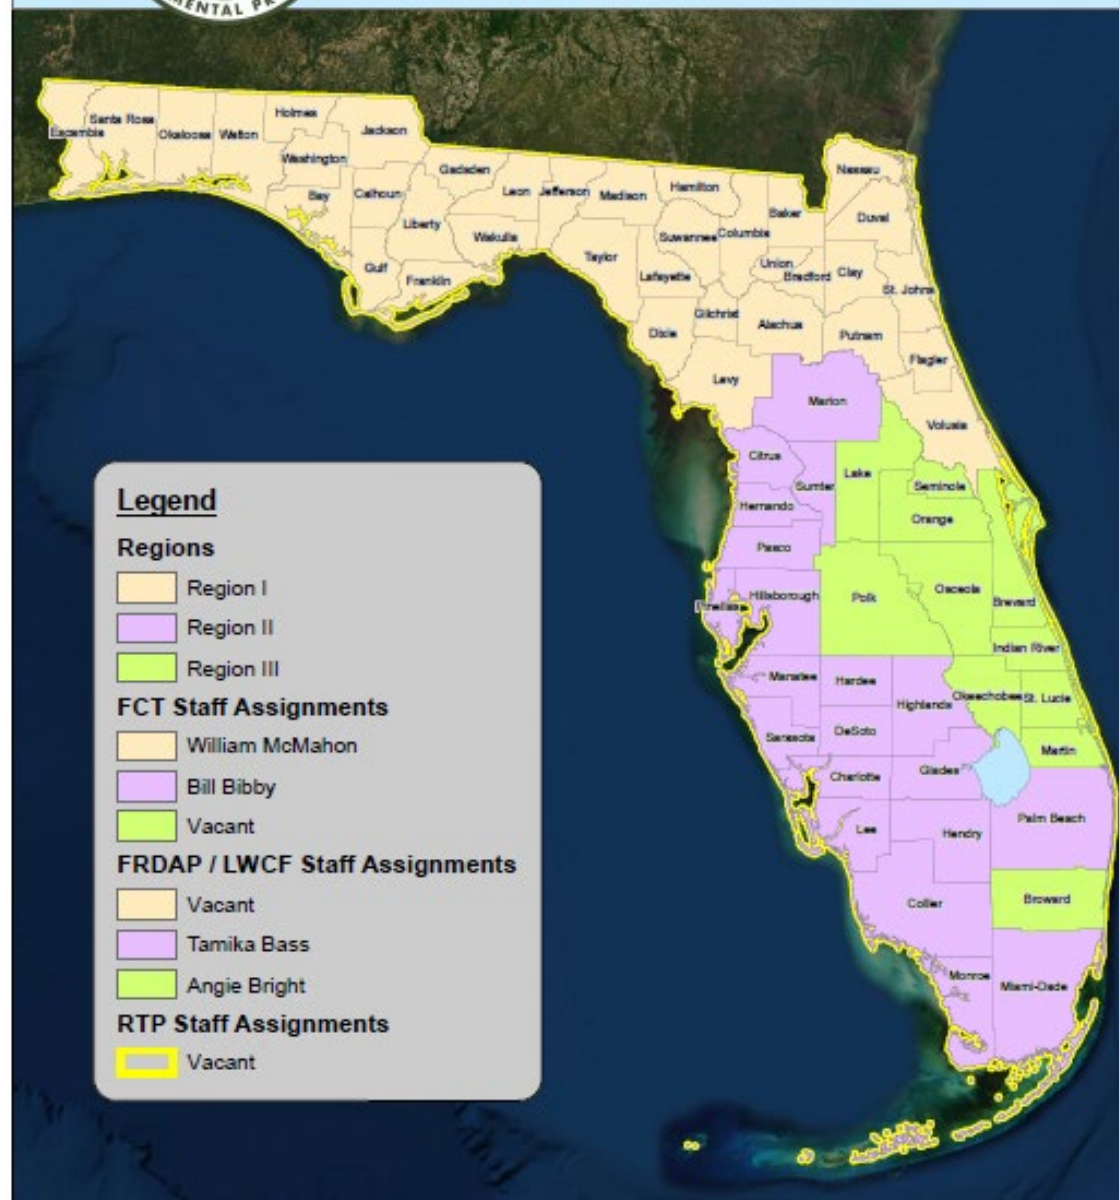 MENTAL PR
Holmes
Santa Rosa
Escambia
Okaloosa
Walton
Jackson
Washington
Gadsden
Nassau
Bay
Calhoun
Leon
Jefferson
Madison
Hamilton
Liberty
Baker
Duval
Wakulla
Suwannee
Columbia
Taylor
Gulf
Franklin
Lafayette
Union
Bradford
Clay
St. Johns
Gilchrist
Alachua
Dixie
Putnam
Flagler
Levy
Marion
Volusia
Citrus
Lake
Sumter
Seminole
Hernando
Orange
Pasco
Hillsborough
Pinellas
Polk
Osceola
Brevard
Indian River
Manatee
Hardee
Highlands
Okeechobee
St. Lucie
Sarasota
DeSoto
Martin
Charlotte
Glades
Lee
Hendry
Palm Beach
Collier
Broward
Monroe
Miami-Dade
Legend
Regions
Region I
Region II
Region III
FCT Staff Assignments
William McMahon
Bill Bibby
Vacant
FRDAP / LWCF Staff Assignments
Vacant
Tamika Bass
Angie Bright
RTP Staff Assignments
Vacant